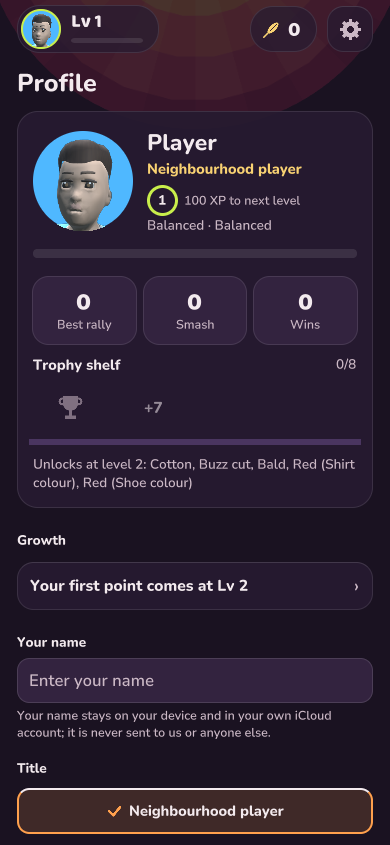 Lv 1
0
Profile
Player
Neighbourhood player
1 100 XP to next level
Balanced · Balanced
0 0 0
Best rally Smash Wins
Trophy shelf 0/8
+7
Unlocks at level 2: Cotton, Buzz cut, Bald, Red (Shirt
colour), Red (Shoe colour)
Growth
Your first point comes at Lv 2 ›
Your name
Enter your name
Your name stays on your device and in your own iCloud
account; it is never sent to us or anyone else.
Title
Neighbourhood player